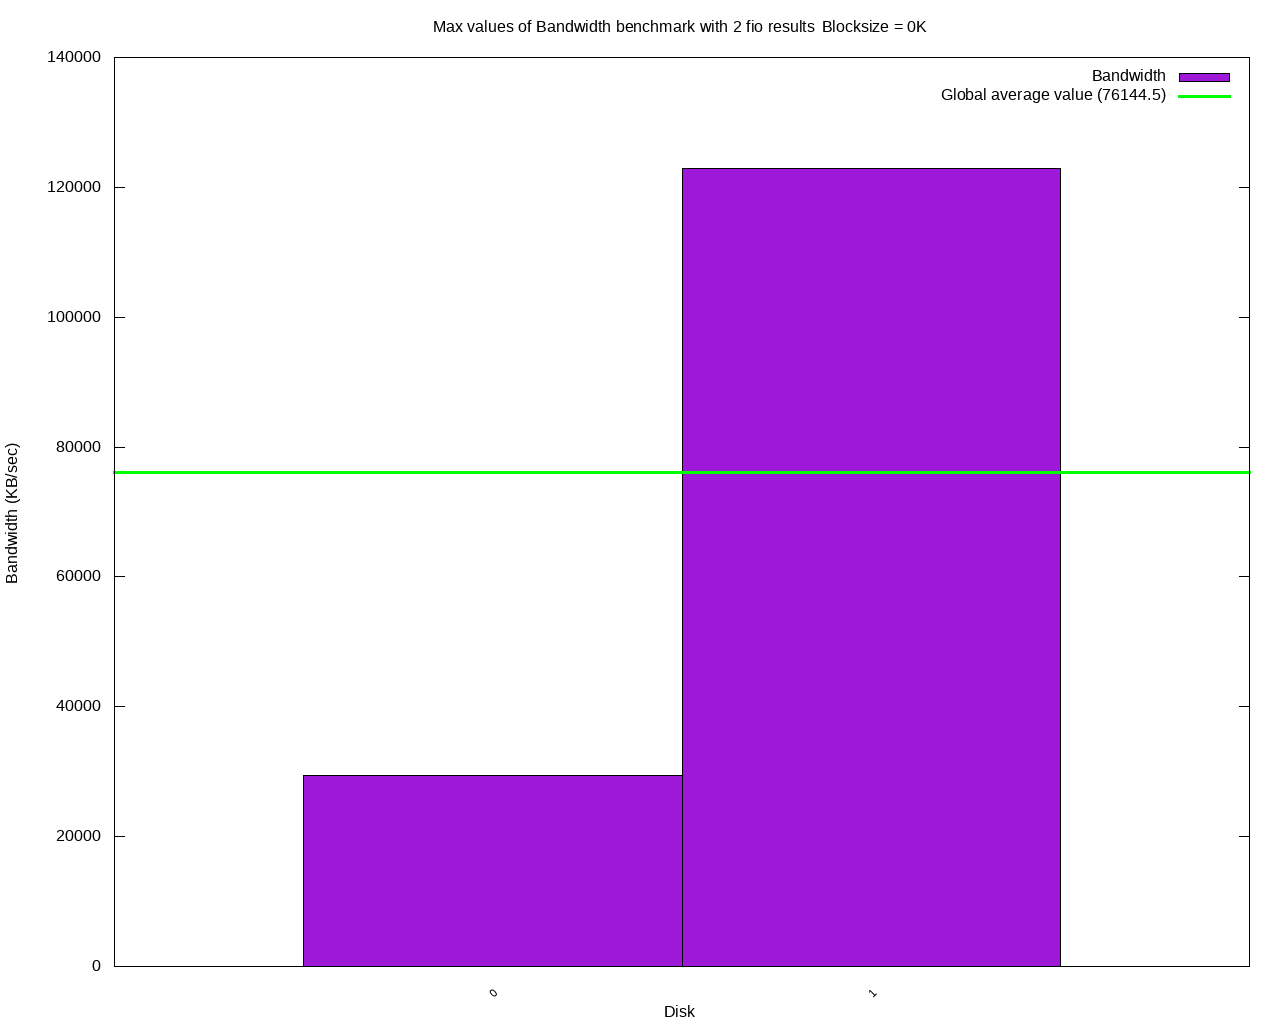 Max values of Bandwidth benchmark with 2 fio results Blocksize = 0K
140000
Bandwidth
Global average value (76144.5)
120000
100000
80000
60000
40000
20000
0
Bandwidth (KB/sec)
0
1
Disk